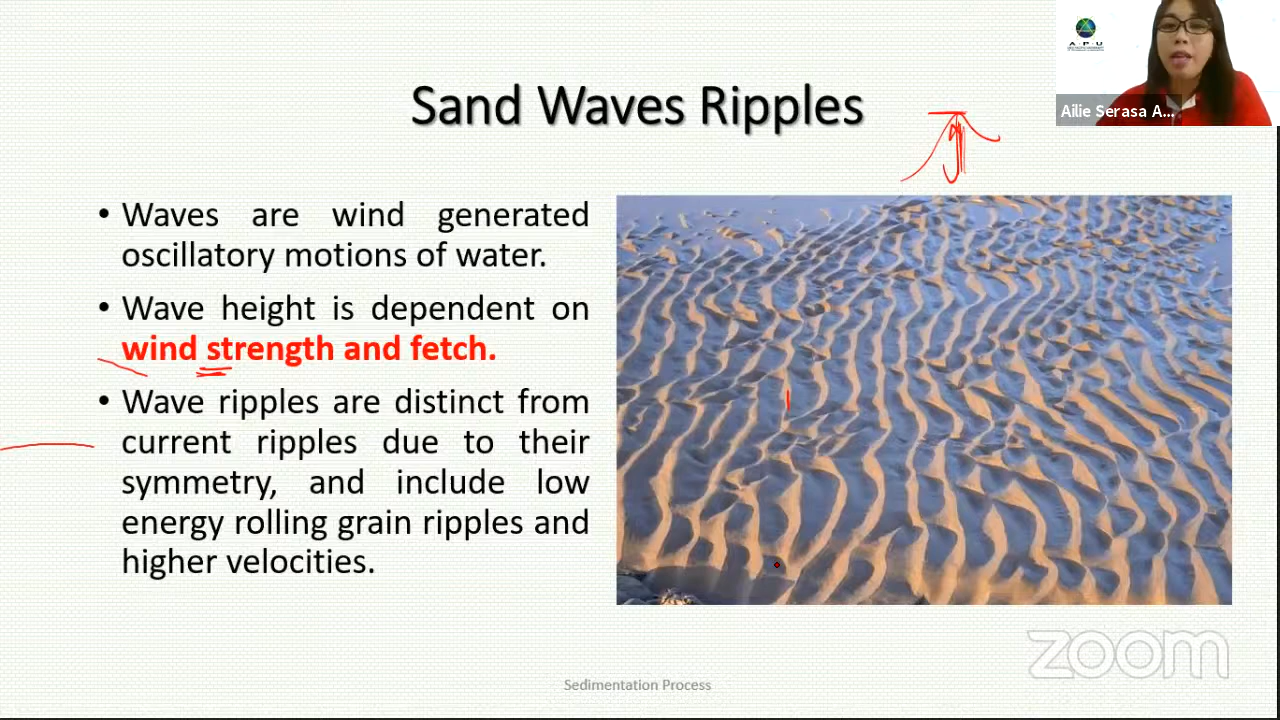 A · P · U
Ailie Serasa A...
Sand Waves Ripples
• Waves are wind generated
oscillatory motions of water.
• Wave height is dependent on
wind strength and fetch.
• Wave ripples are distinct from
current ripples due to their
symmetry, and include low
energy rolling grain ripples and
higher velocities.
zoom
Sedimentation Process